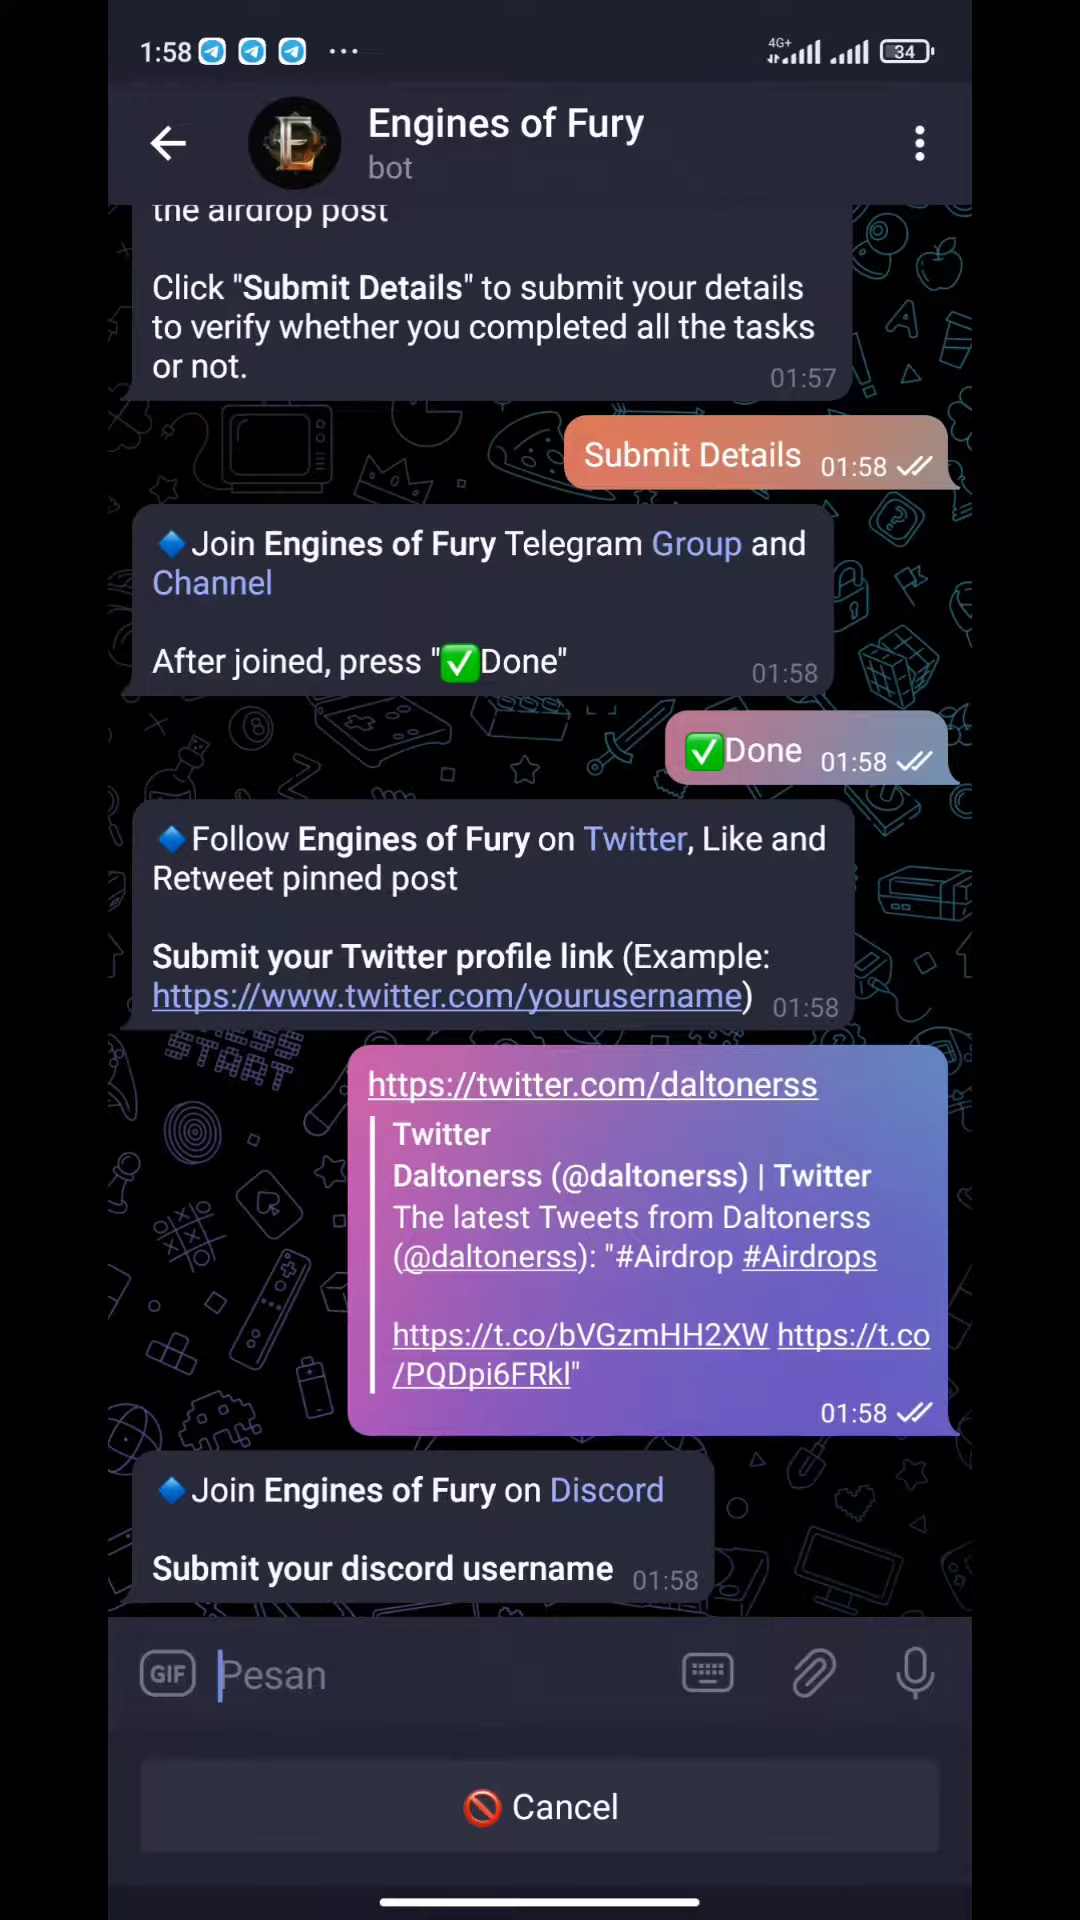 1:58
4G+
34
Engines of Fury
bot
the airdrop post
Click "Submit Details" to submit your details
to verify whether you completed all the tasks
or not.
01:57
Submit Details 01:58
🔷Join Engines of Fury Telegram Group and
Channel
After joined, press "✅Done"
01:58
✅Done 01:58
🔷Follow Engines of Fury on Twitter, Like and
Retweet pinned post
Submit your Twitter profile link (Example:
https://www.twitter.com/yourusername) 01:58
https://twitter.com/daltonerss
Twitter
Daltonerss (@daltonerss) | Twitter
The latest Tweets from Daltonerss
(@daltonerss): "#Airdrop #Airdrops
https://t.co/bVGzmHH2XW https://t.co
/PQDpi6FRkl"
01:58
🔷Join Engines of Fury on Discord
Submit your discord username 01:58
GIF Pesan
🚫 Cancel